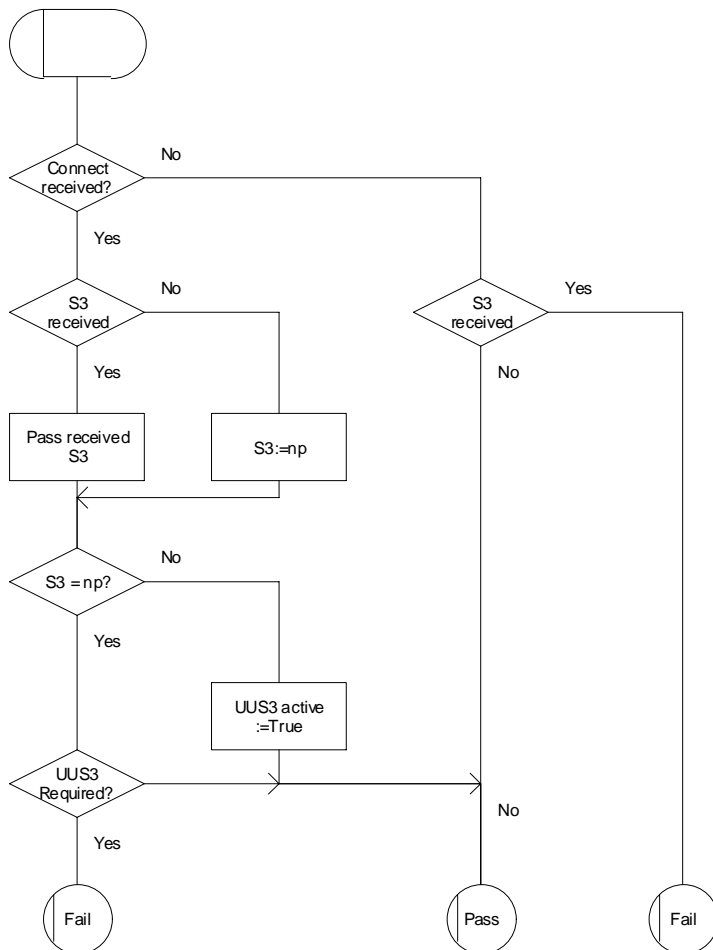 No
Connect
received?
Yes
S3
received
No
S3
received
Yes
Yes
No
Pass received
S3
S3:=np
No
S3 = np?
Yes
UUS3 active
:=True
UUS3
Required?
No
Yes
Fail
Pass
Fail